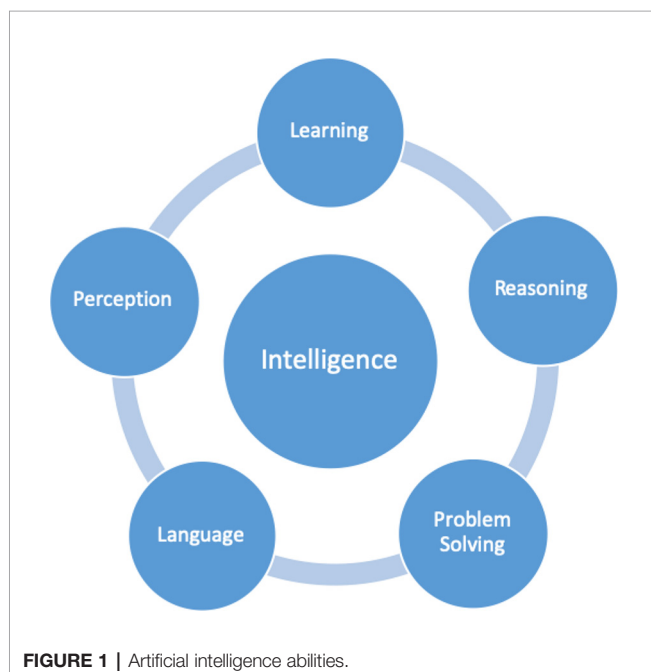 Learning
Reasoning
Perception
Intelligence
Problem
Solving
Language
FIGURE 1 | Artificial intelligence abilities.